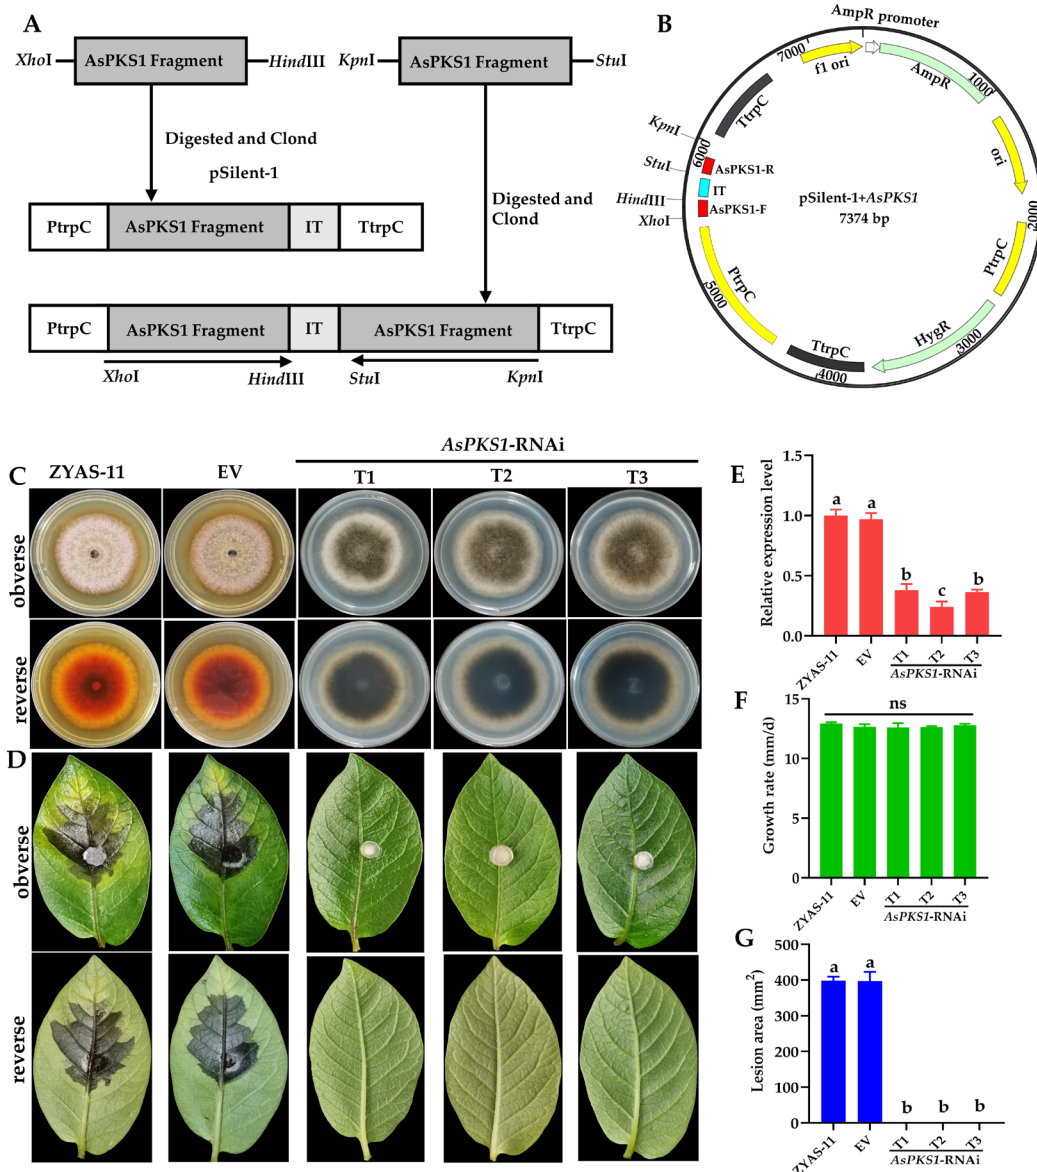 A
XhoI
AsPKS1 Fragment
HindIII
KpnI
AsPKS1 Fragment
StuI
Digested and Clond
pSilent-1
Digested and
Clond
PtrpC
AsPKS1 Fragment
IT
TtrpC
PtrpC
AsPKS1 Fragment
IT
AsPKS1 Fragment
TtrpC
XhoI
HindIII
StuI
KpnI
B
AmpR promoter
7000
f1 ori
AmpR
1000
TtrpC
ori
KpnI
6000
StuI
AsPKS1-R
IT
HindIII
AsPKS1-F
XhoI
pSilent-1+AsPKS1
7374 bp
2000
PtrpC
PtrpC
5000
HygR
3000
TtrpC
4000
C
AsPKS1-RNAi
ZYAS-11
EV
T1
T2
T3
obverse
reverse
D
obverse
reverse
E
Relative expression level
1.5
1.0
0.5
0.0
a
a
b
c
b
ZYAS-11
EV
T1
T2
T3
AsPKS1-RNAi
F
Growth rate (mm/d)
15
10
5
0
ns
ZYAS-11
EV
T1
T2
T3
AsPKS1-RNAi
G
Lesion area (mm2)
500
400
300
200
100
0
a
a
b
b
b
ZYAS-11
EV
T1
T2
T3
AsPKS1-RNAi